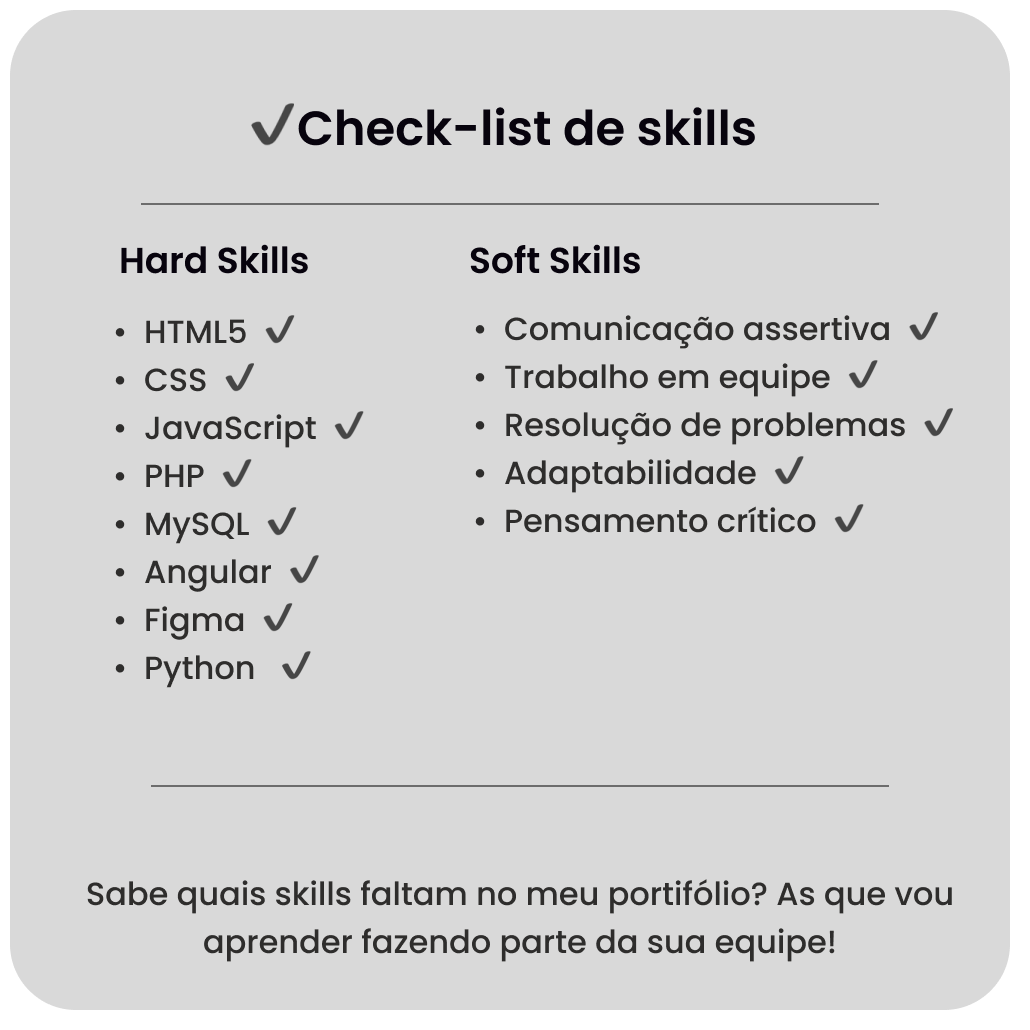 ✔Check-list de skills
Hard Skills
• HTML5 ✔
• CSS ✔
• JavaScript ✔
• PHP ✔
• MySQL ✔
• Angular ✔
• Figma ✔
• Python ✔
Soft Skills
• Comunicação assertiva ✔
• Trabalho em equipe ✔
• Resolução de problemas ✔
• Adaptabilidade ✔
• Pensamento crítico ✔
Sabe quais skills faltam no meu portifólio? As que vou
aprender fazendo parte da sua equipe!